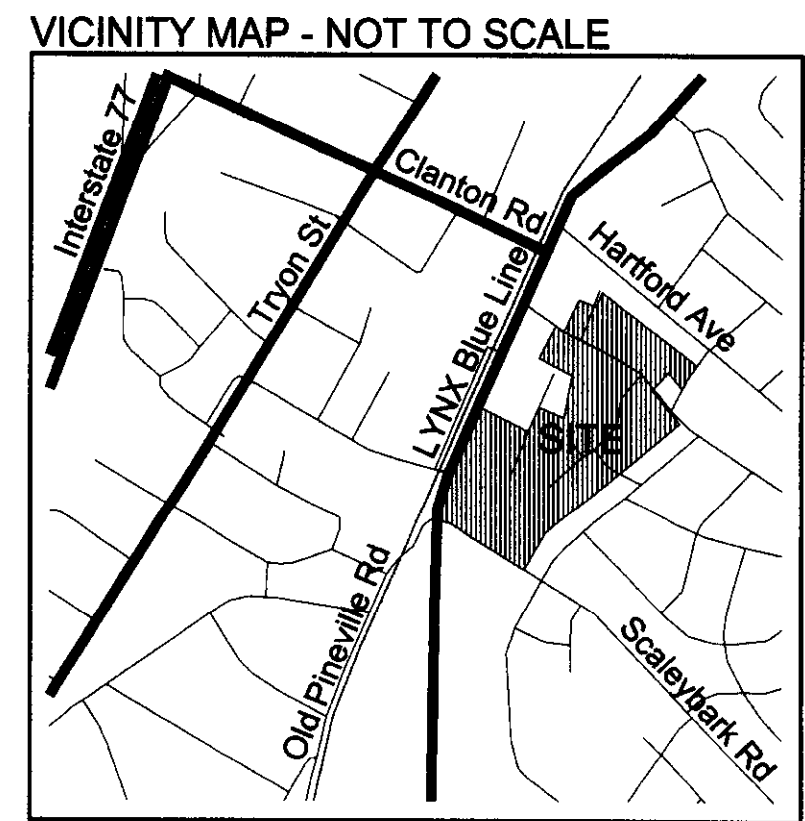 VICINITY MAP - NOT TO SCALE
Interstate 77
Clanton Rd
Tryon St
LYNX Blue Line
Hartford Ave
SITE
Old Pineville Rd
Scaleybark Rd